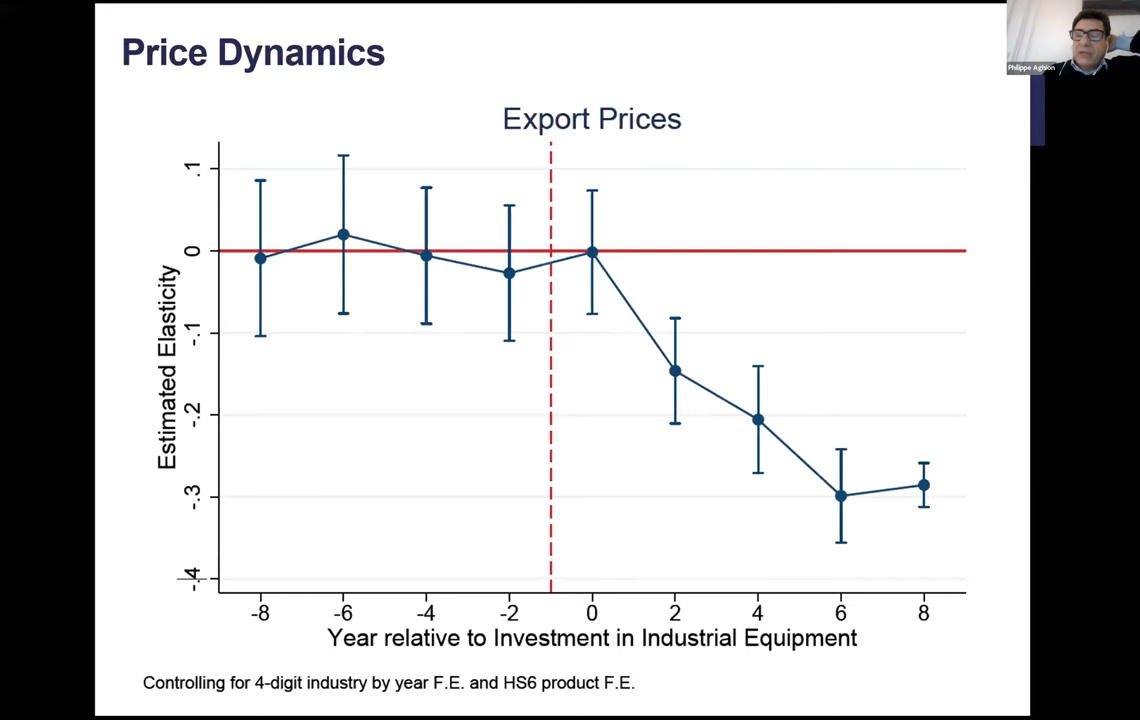 Price Dynamics
Philippe Aghion
Export Prices
.1
0
-.1
-.2
-.3
-.4
Estimated Elasticity
-8 -6 -4 -2 0 2 4 6 8
Year relative to Investment in Industrial Equipment
Controlling for 4-digit industry by year F.E. and HS6 product F.E.